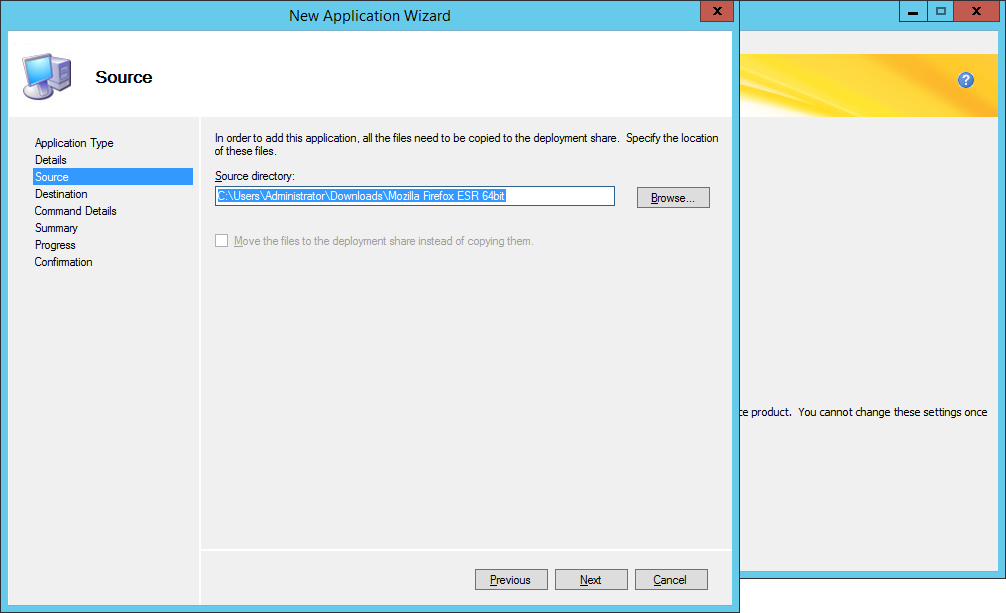 New Application Wizard
Source
Application Type
Details
Source
Destination
Command Details
Summary
Progress
Confirmation
In order to add this application, all the files need to be copied to the deployment share.  Specify the location
of these files.
Source directory:
C:\Users\Administrator\Downloads\Mozilla Firefox ESR 64bit
Browse...
Move the files to the deployment share instead of copying them.
Previous
Next
Cancel
product.  You cannot change these settings once